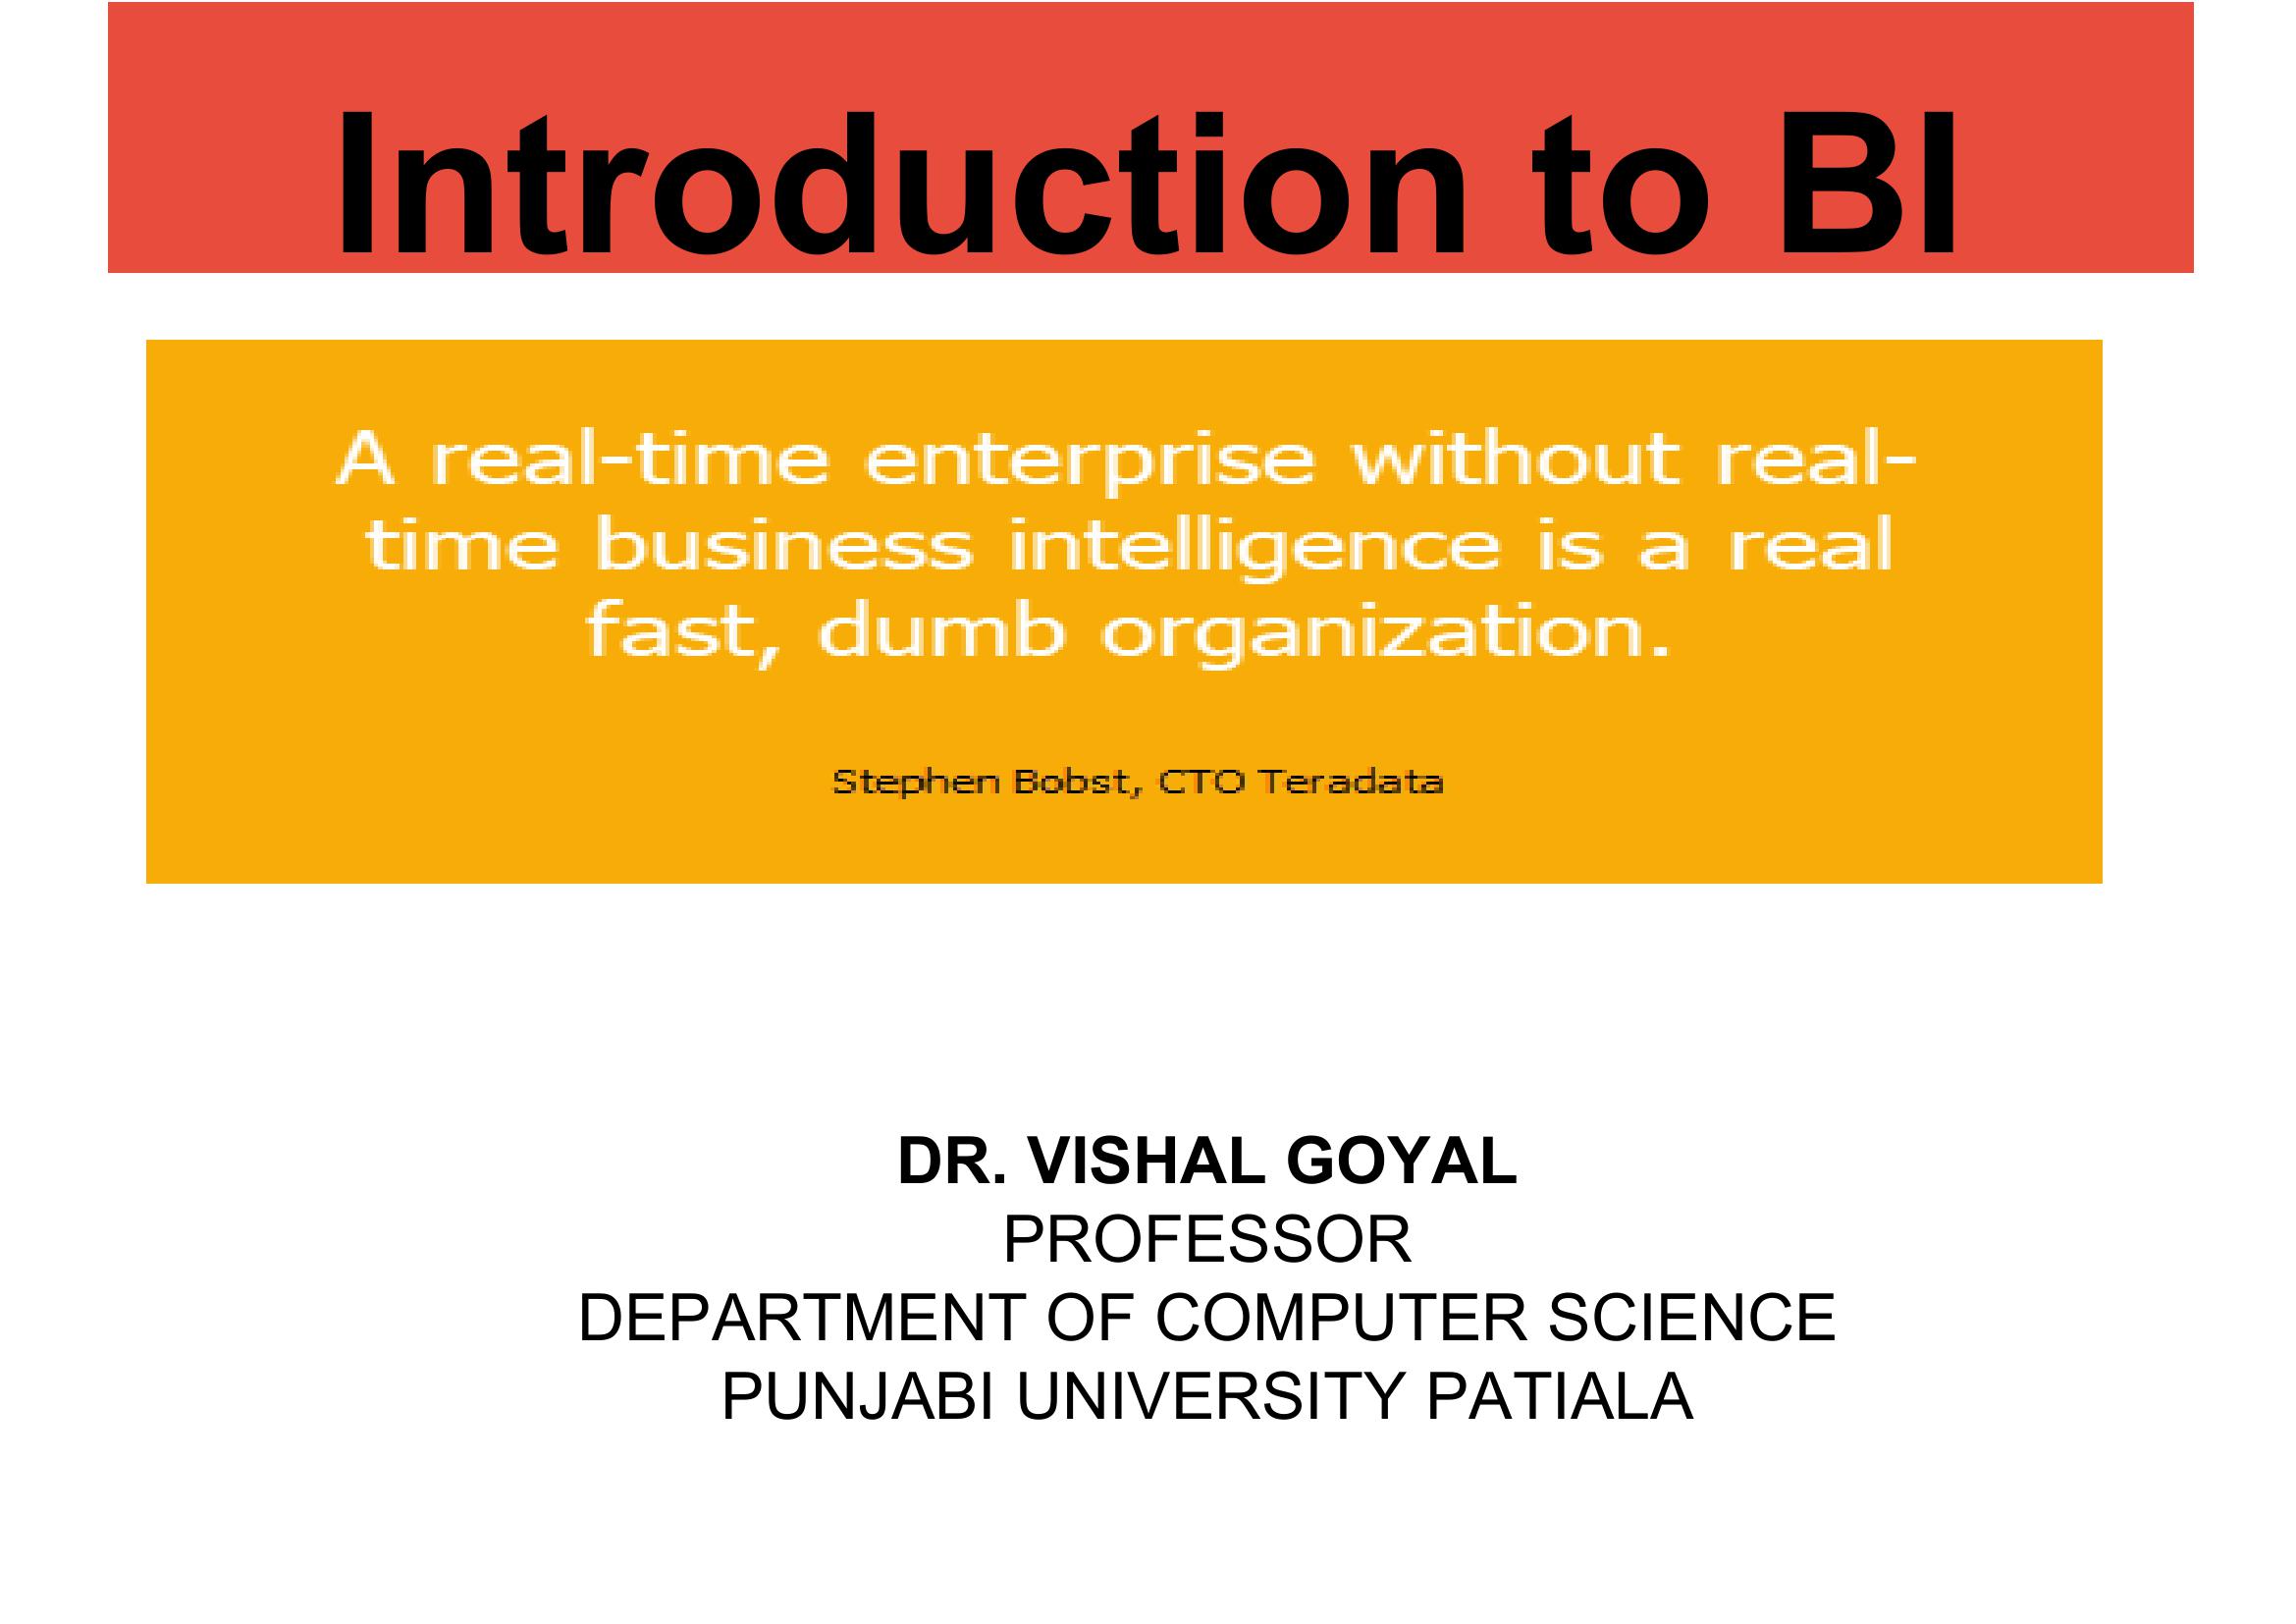 Introduction to BI
A real-time enterprise without real-
time business intelligence is a real
fast, dumb organization.
Stephen Bobst, CTO Teradata
DR. VISHAL GOYAL
PROFESSOR
DEPARTMENT OF COMPUTER SCIENCE
PUNJABI UNIVERSITY PATIALA